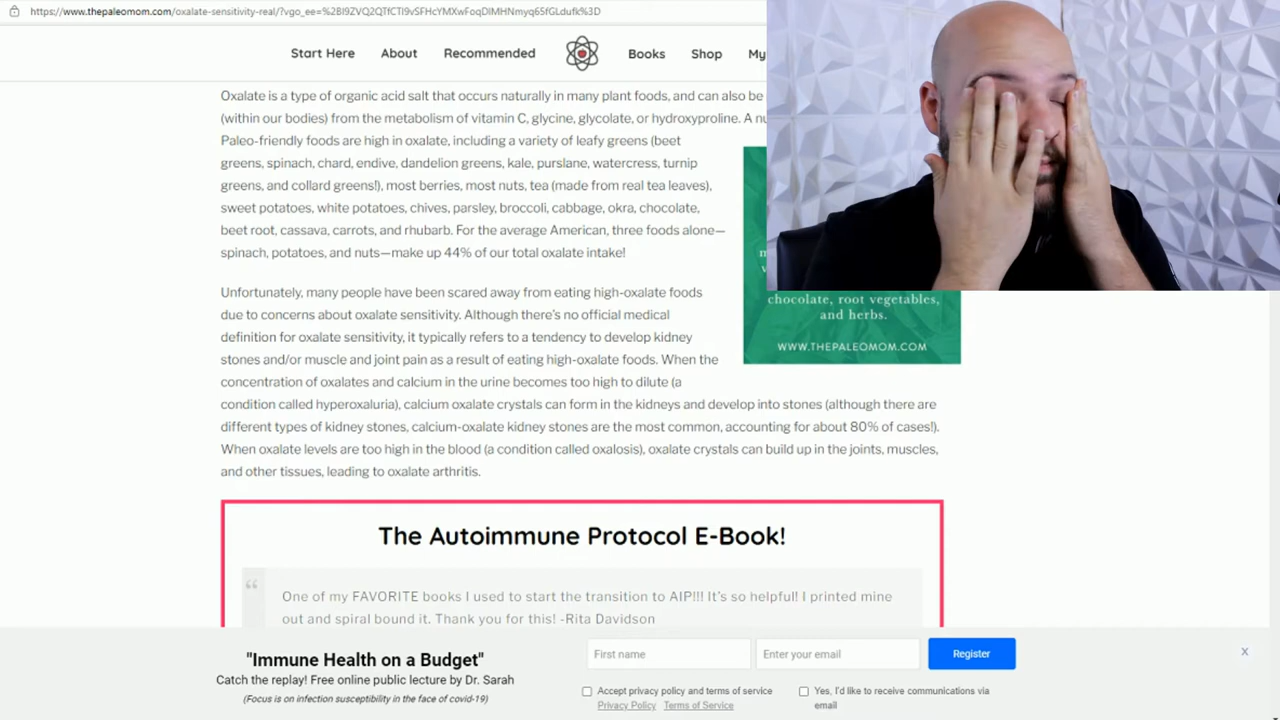 https://www.thepaleomom.com/oxalate-sensitivity-real/?vgo_ee=%2BI9ZVQ2QTfCTI9vSFHcYMXwFoqDlMHNmyq65fGLdufk%3D
Start Here About Recommended Books Shop My
Oxalate is a type of organic acid salt that occurs naturally in many plant foods, and can also be
(within our bodies) from the metabolism of vitamin C, glycine, glycolate, or hydroxyproline. A
Paleo-friendly foods are high in oxalate, including a variety of leafy greens (beet
greens, spinach, chard, endive, dandelion greens, kale, purslane, watercress, turnip
greens, and collard greens!), most berries, most nuts, tea (made from real tea leaves),
sweet potatoes, white potatoes, chives, parsley, broccoli, cabbage, okra, chocolate,
beet root, cassava, carrots, and rhubarb. For the average American, three foods alone—
spinach, potatoes, and nuts—make up 44% of our total oxalate intake!
Unfortunately, many people have been scared away from eating high-oxalate foods
due to concerns about oxalate sensitivity. Although there's no official medical
definition for oxalate sensitivity, it typically refers to a tendency to develop kidney
stones and/or muscle and joint pain as a result of eating high-oxalate foods. When the
concentration of oxalates and calcium in the urine becomes too high to dilute (a
condition called hyperoxaluria), calcium oxalate crystals can form in the kidneys and develop into stones (although there are
different types of kidney stones, calcium-oxalate kidney stones are the most common, accounting for about 80% of cases!).
When oxalate levels are too high in the blood (a condition called oxalosis), oxalate crystals can build up in the joints, muscles,
and other tissues, leading to oxalate arthritis.
chocolate, root vegetables,
and herbs.
WWW.THEPALEOMOM.COM
The Autoimmune Protocol E-Book!
One of my FAVORITE books I used to start the transition to AIP!!! It's so helpful! I printed mine
out and spiral bound it. Thank you for this! -Rita Davidson
"Immune Health on a Budget"
Catch the replay! Free online public lecture by Dr. Sarah
(Focus on infection susceptibility in the face of covid-19)
First name
Enter your email
Register
X
Accept privacy policy and terms of service
Privacy Policy Terms of Service
Yes, I'd like to receive communications via
email